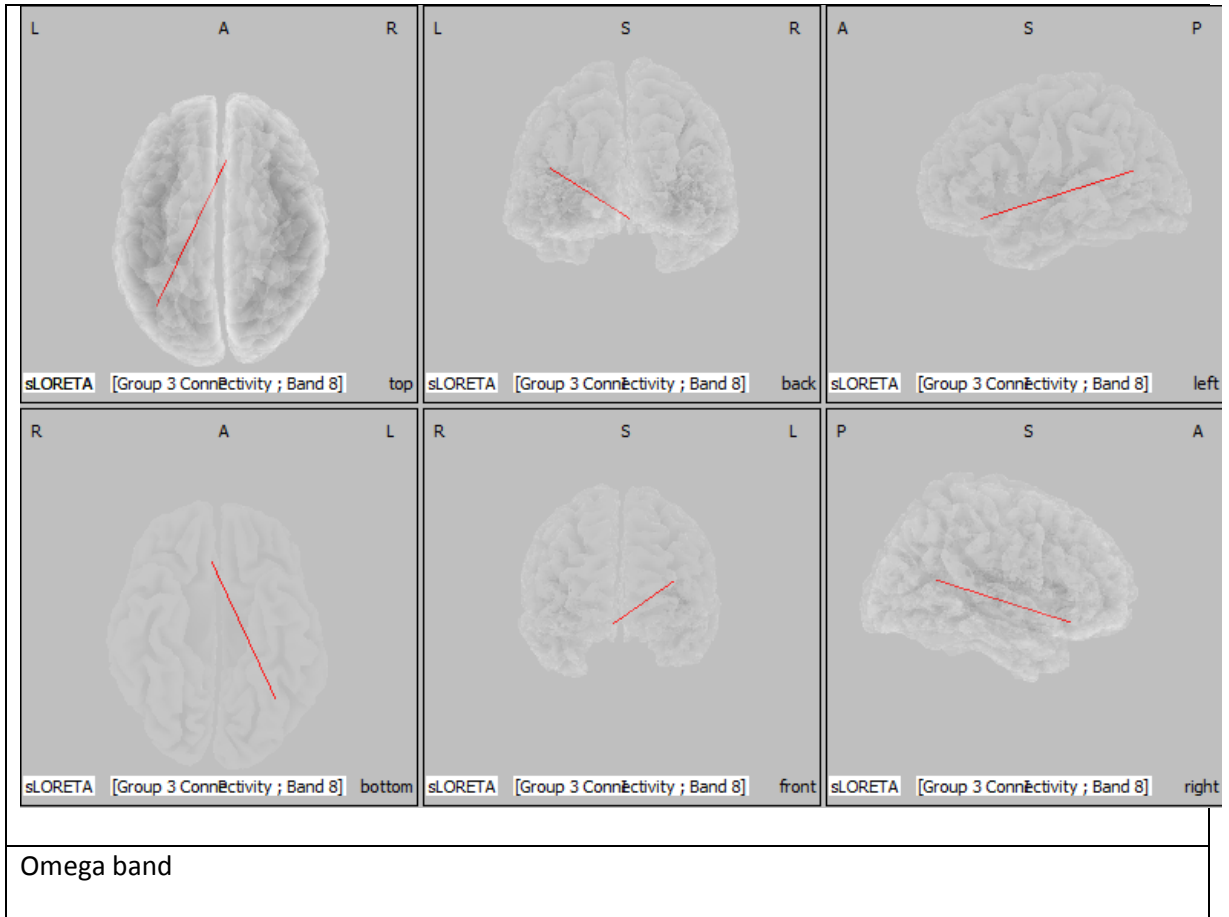 L A R
L S R
A S P
sLORETA [Group 3 Connectivity ; Band 8] top
sLORETA [Group 3 Connectivity ; Band 8] back
sLORETA [Group 3 Connectivity ; Band 8] left
R A L
R S L
P S A
sLORETA [Group 3 Connectivity ; Band 8] bottom
sLORETA [Group 3 Connectivity ; Band 8] front
sLORETA [Group 3 Connectivity ; Band 8] right
Omega band